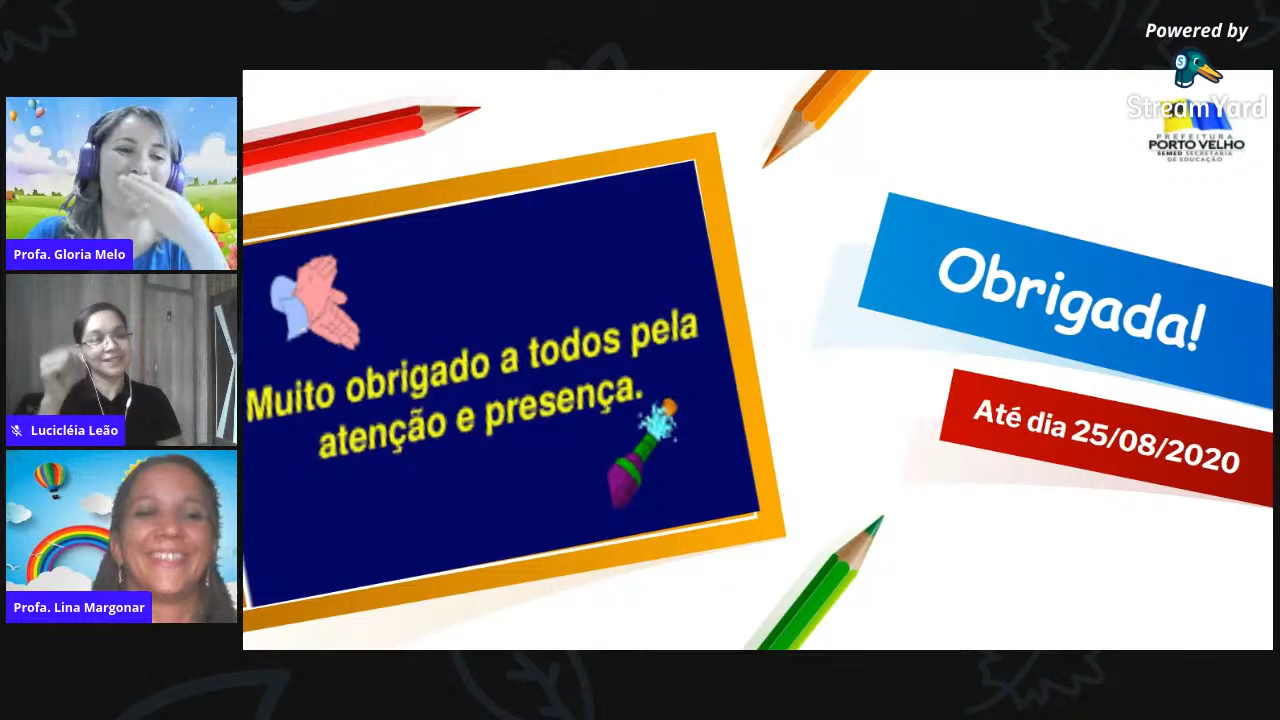 Powered by
StreamYard
PREFEITURA
PORTO VELHO
SEMED SECRETARIA
DE EDUCAÇÃO
Profa. Gloria Melo
Lucicléia Leão
Profa. Lina Margonar
Muito obrigado a todos pela
atenção e presença.
Obrigada!
Até dia 25/08/2020